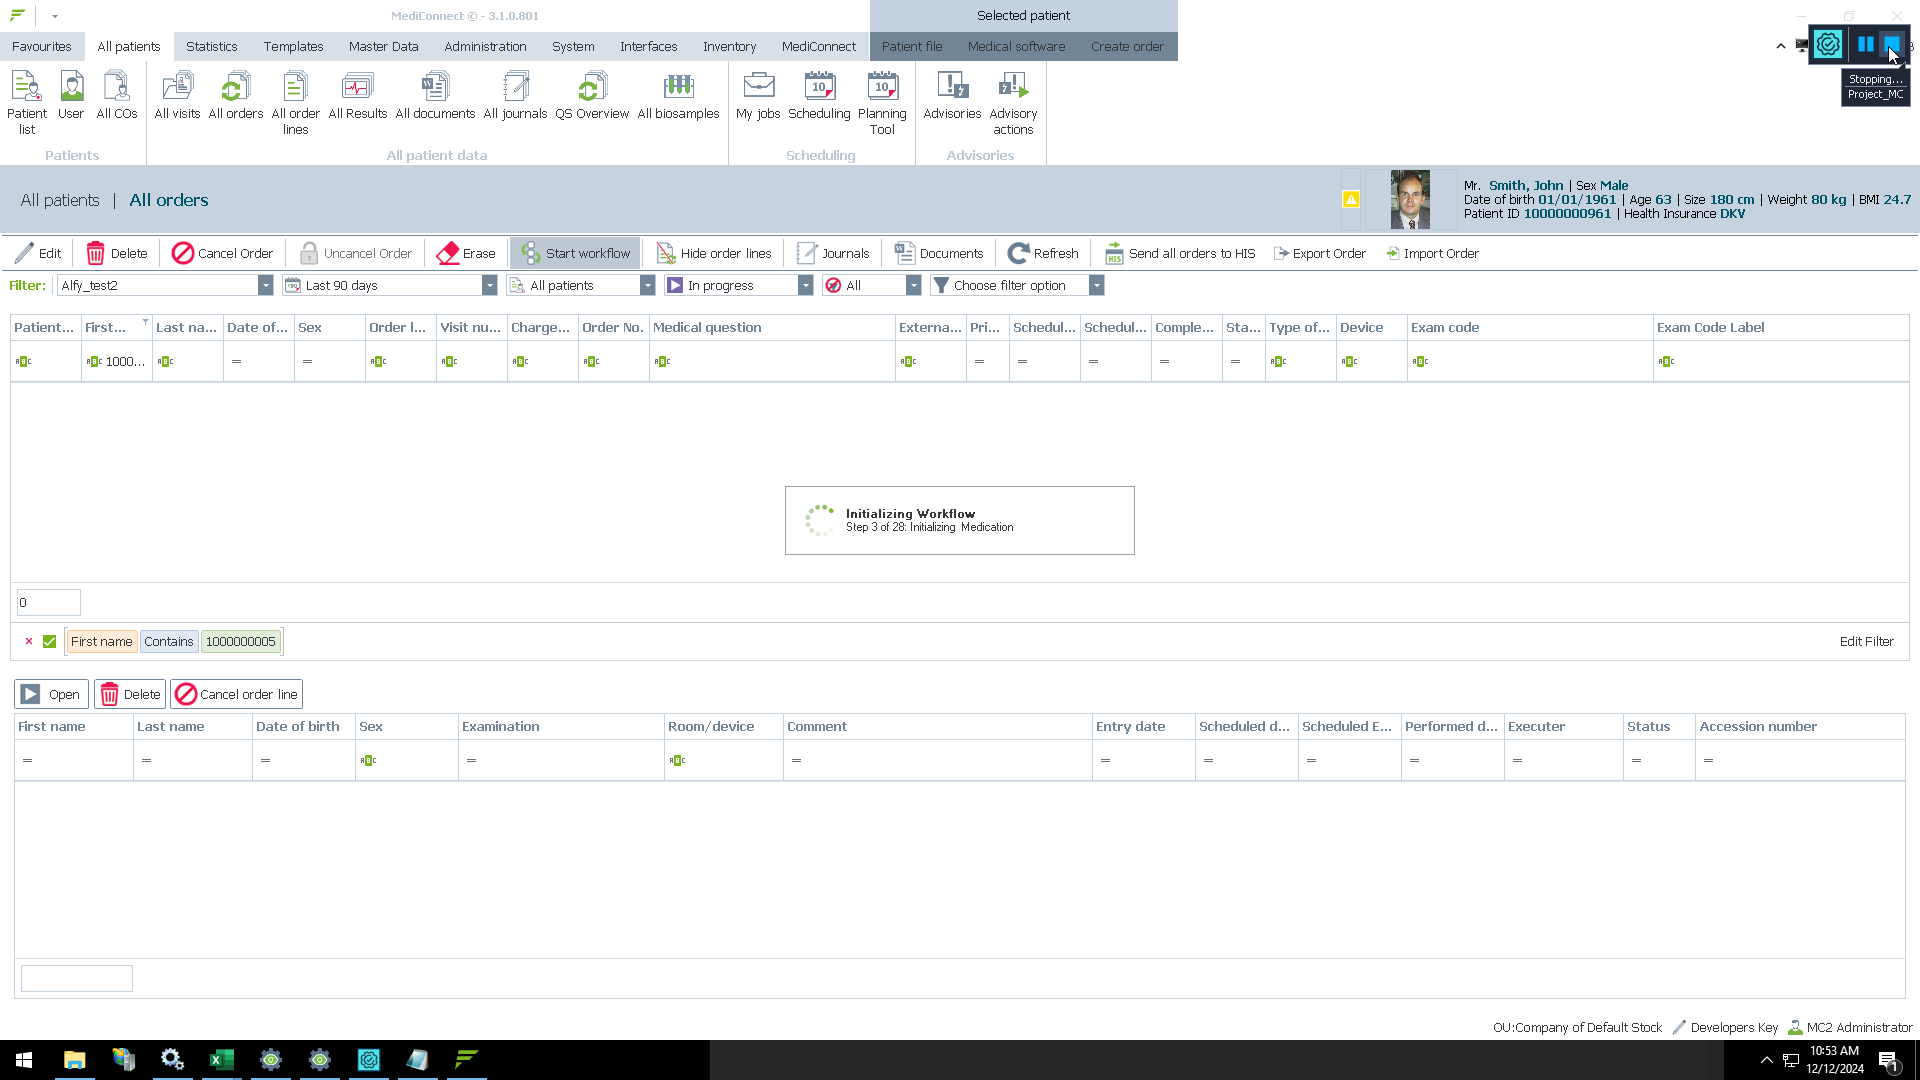 MediConnect © - 3.1.0.801
Selected patient
Favourites All patients Statistics Templates Master Data Administration System Interfaces Inventory MediConnect Patient file Medical software Create order
Stopping...
Project_MC
Patient list
User
All COs
All visits
All orders
All order lines
All Results
All documents
All journals
QS Overview
All biosamples
My jobs
Scheduling
Planning Tool
Advisories
Advisory actions
Patients
All patient data
Scheduling
Advisories
All patients | All orders
Mr. Smith, John | Sex Male
Date of birth 01/01/1961 | Age 63 | Size 180 cm | Weight 80 kg | BMI 24.7
Patient ID 10000000961 | Health Insurance DKV
Edit Delete Cancel Order Uncancel Order Erase Start workflow Hide order lines Journals Documents Refresh Send all orders to HIS Export Order Import Order
Filter: Alfy_test2 Last 90 days All patients In progress All Choose filter option
Patient... First... Last na... Date of... Sex Order l... Visit nu... Charge... Order No. Medical question Externa... Pri... Schedul... Schedul... Comple... Sta... Type of... Device Exam code Exam Code Label
1000...
Initializing Workflow
Step 3 of 28: Initializing Medication
0
First name Contains 1000000005 Edit Filter
Open Delete Cancel order line
First name Last name Date of birth Sex Examination Room/device Comment Entry date Scheduled d... Scheduled E... Performed d... Executer Status Accession number
OU:Company of Default Stock Developers Key MC2 Administrator
10:53 AM
12/12/2024
1